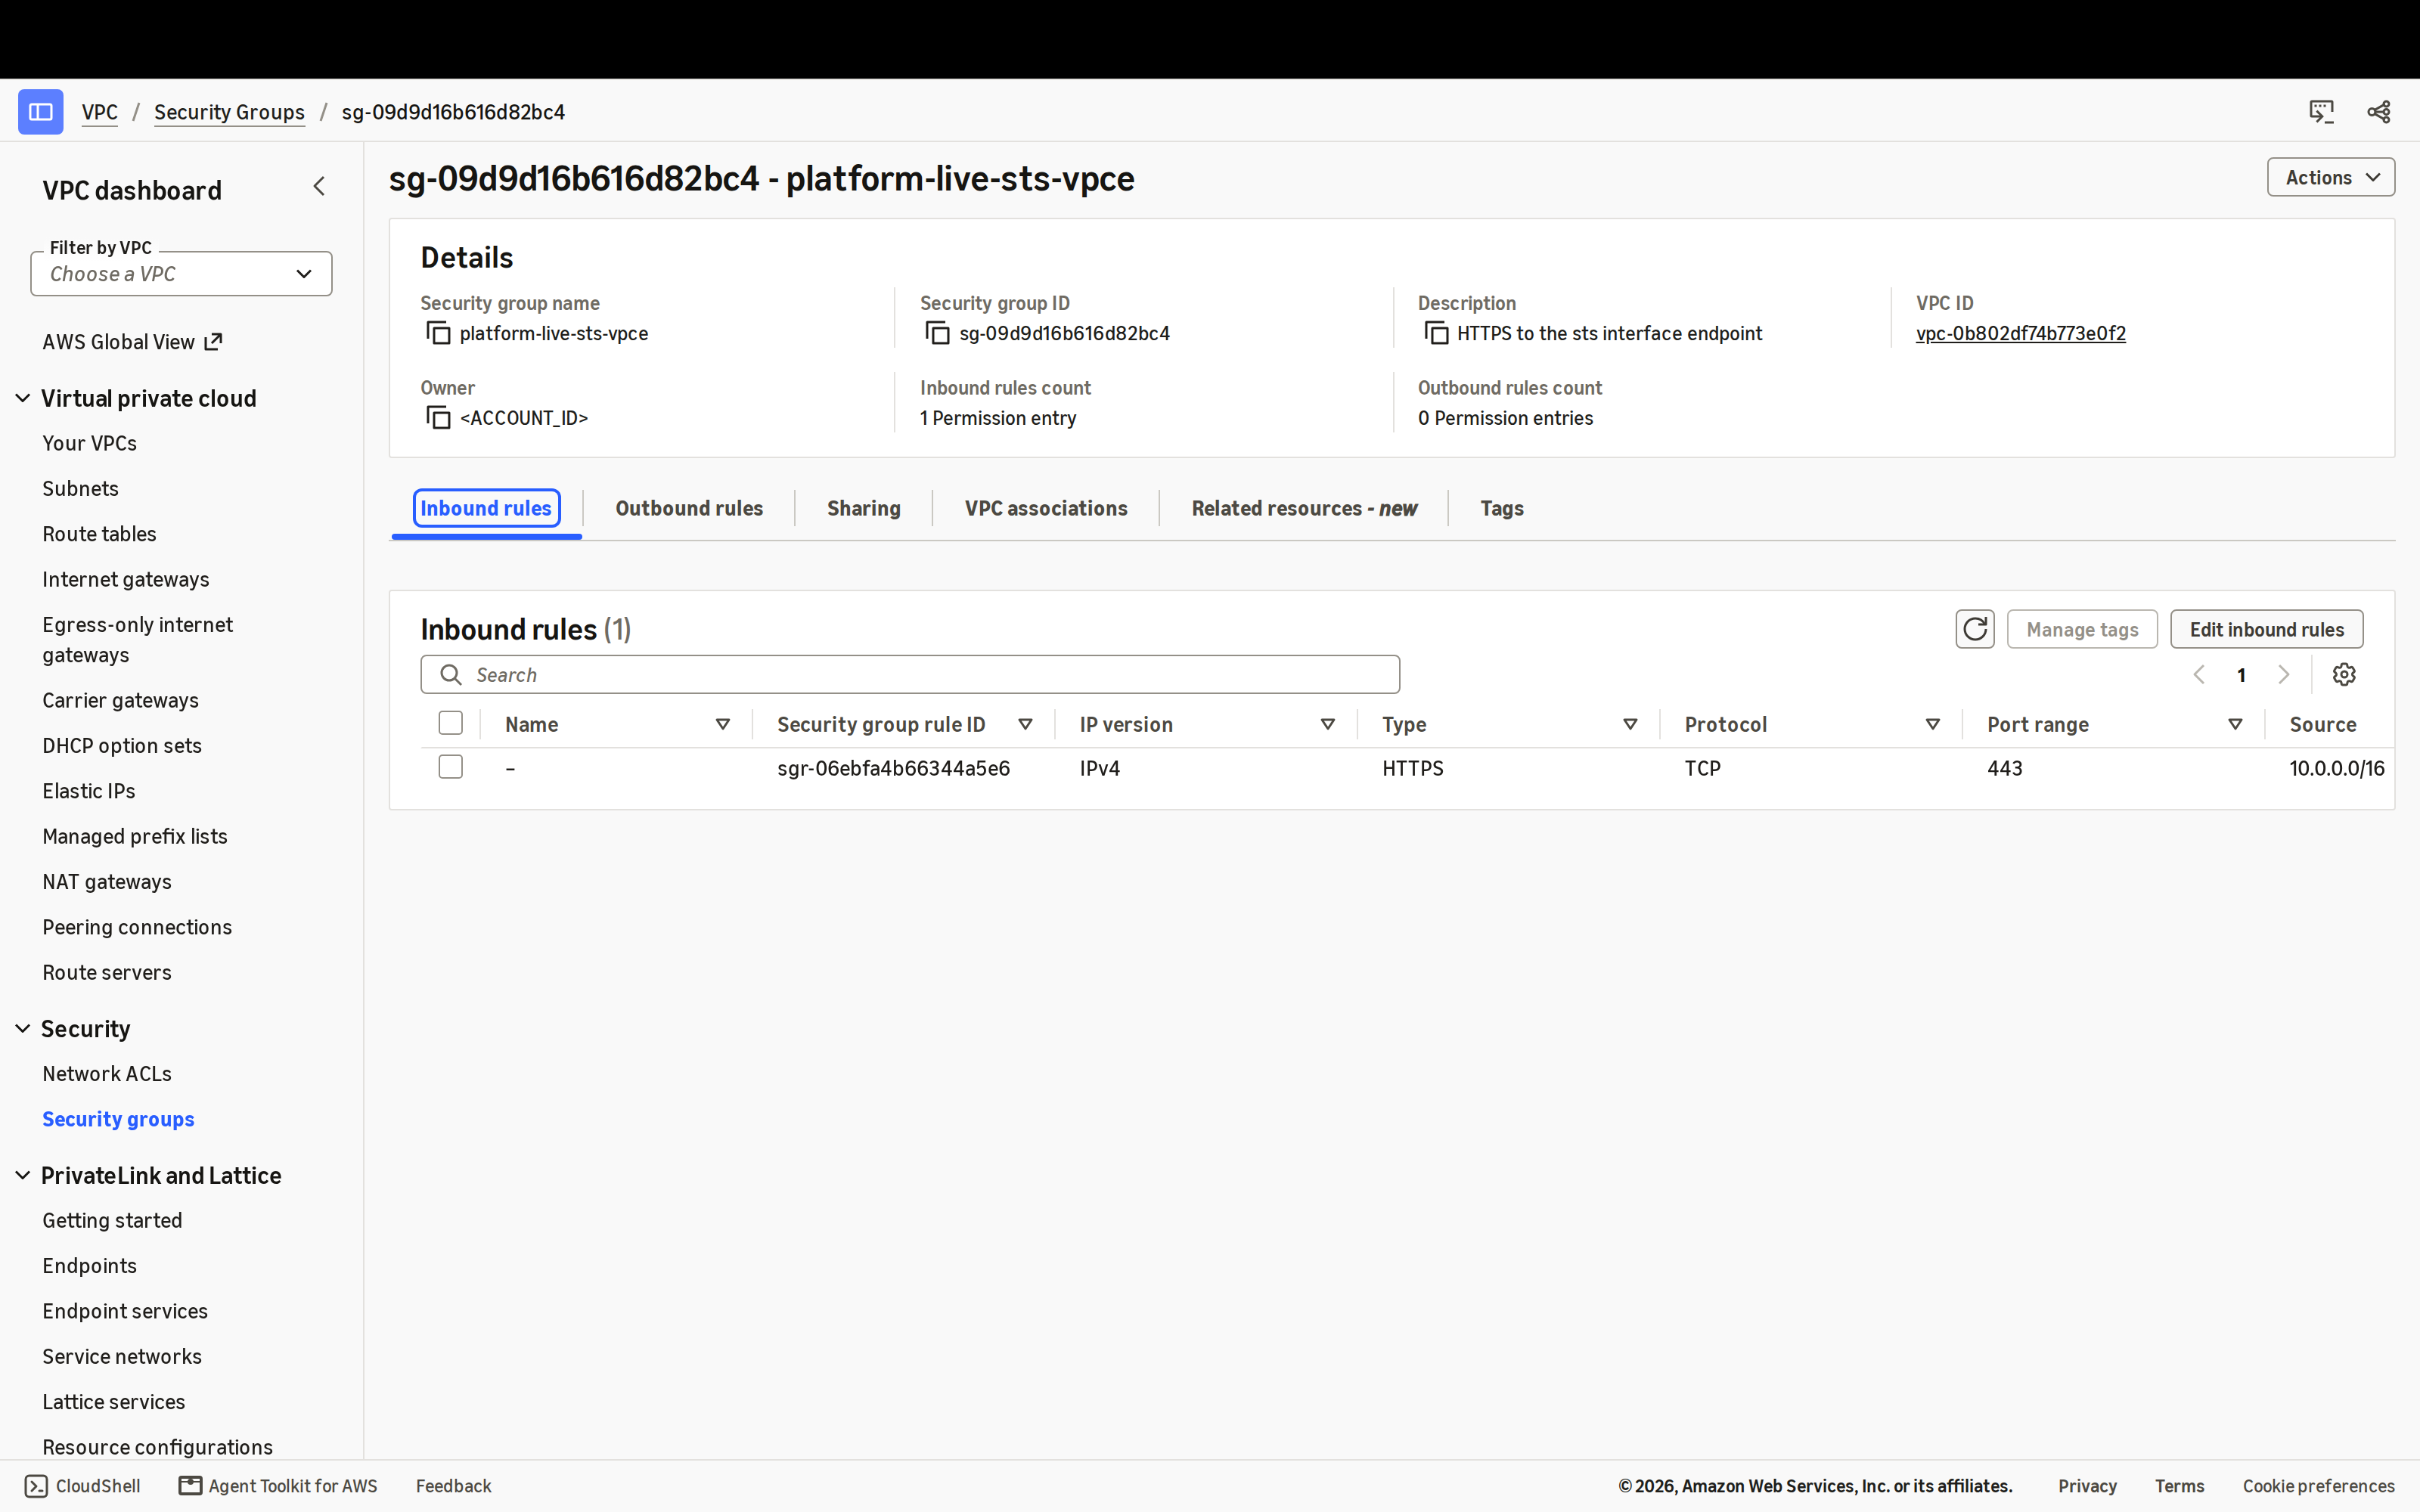 VPC / Security Groups / sg-09d9d16b616d82bc4
VPC dashboard
Filter by VPC
Choose a VPC
AWS Global View
Virtual private cloud
Your VPCs
Subnets
Route tables
Internet gateways
Egress-only internet
gateways
Carrier gateways
DHCP option sets
Elastic IPs
Managed prefix lists
NAT gateways
Peering connections
Route servers
Security
Network ACLs
Security groups
PrivateLink and Lattice
Getting started
Endpoints
Endpoint services
Service networks
Lattice services
Resource configurations
sg-09d9d16b616d82bc4 - platform-live-sts-vpce
Actions
Details
Security group name
platform-live-sts-vpce
Security group ID
sg-09d9d16b616d82bc4
Description
HTTPS to the sts interface endpoint
VPC ID
vpc-0b802df74b773e0f2
Owner
<ACCOUNT_ID>
Inbound rules count
1 Permission entry
Outbound rules count
0 Permission entries
Inbound rules Outbound rules Sharing VPC associations Related resources - new Tags
Inbound rules (1)
Manage tags Edit inbound rules
Search
1
Name Security group rule ID IP version Type Protocol Port range Source
– sgr-06ebfa4b66344a5e6 IPv4 HTTPS TCP 443 10.0.0.0/16
CloudShell Agent Toolkit for AWS Feedback © 2026, Amazon Web Services, Inc. or its affiliates. Privacy Terms Cookie preferences